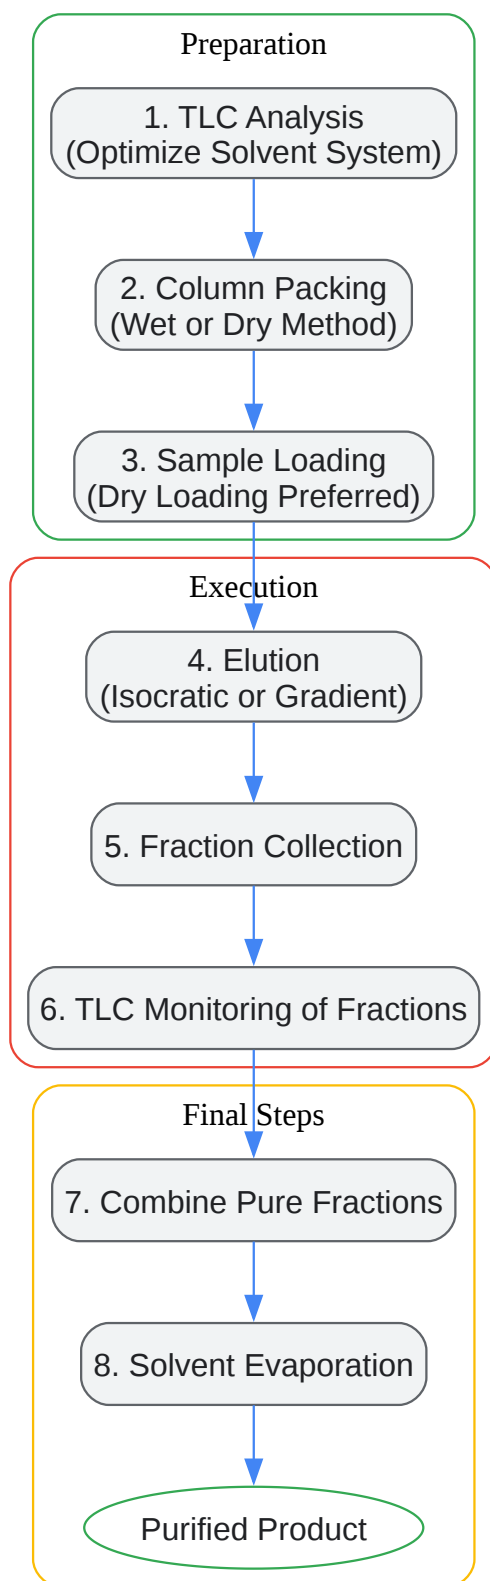 Preparation
1. TLC Analysis
(Optimize Solvent System)
2. Column Packing
(Wet or Dry Method)
3. Sample Loading
(Dry Loading Preferred)
Execution
4. Elution
(Isocratic or Gradient)
5. Fraction Collection
6. TLC Monitoring of Fractions
Final Steps
7. Combine Pure Fractions
8. Solvent Evaporation
Purified Product